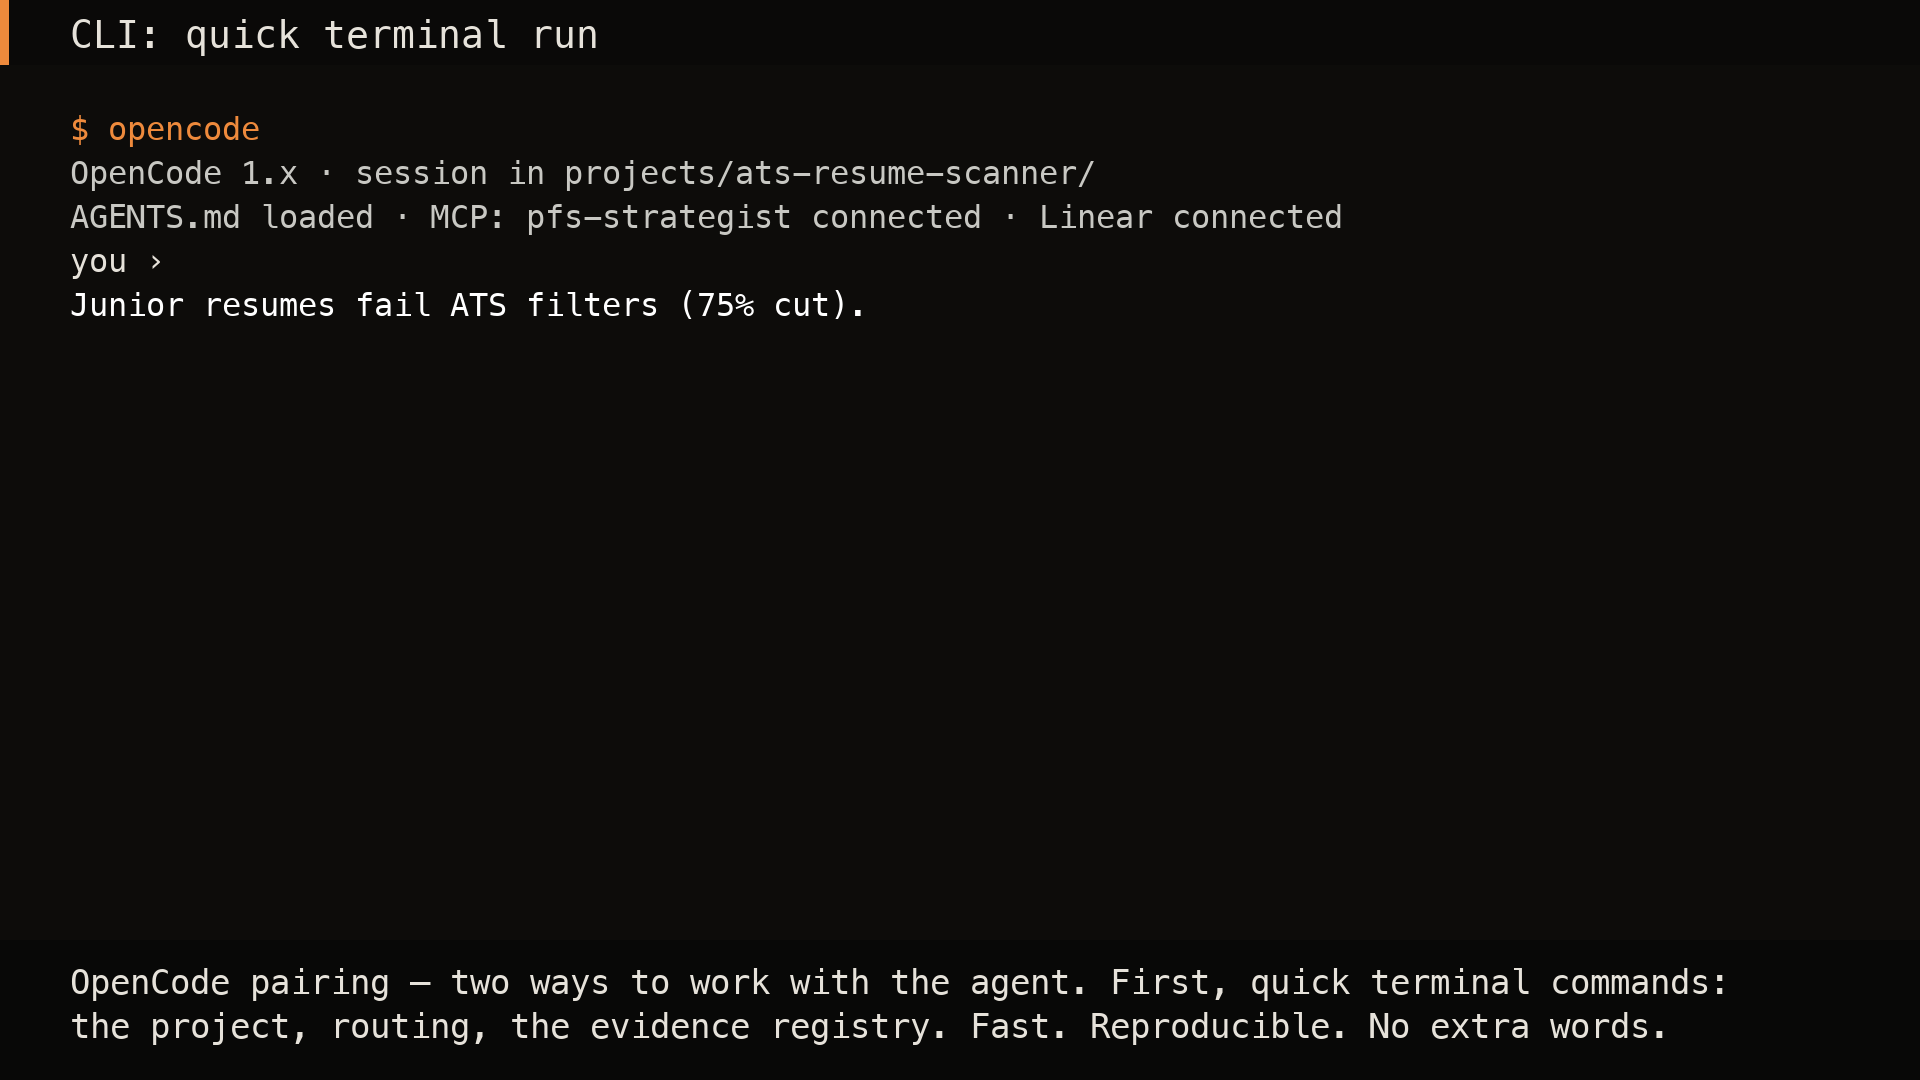 CLI: quick terminal run
$ opencode
OpenCode 1.x · session in projects/ats−resume−scanner/
AGENTS.md loaded · MCP: pfs−strategist connected · Linear connected
you ›
Junior resumes fail ATS filters (75% cut).
OpenCode pairing — two ways to work with the agent. First, quick terminal commands:
the project, routing, the evidence registry. Fast. Reproducible. No extra words.